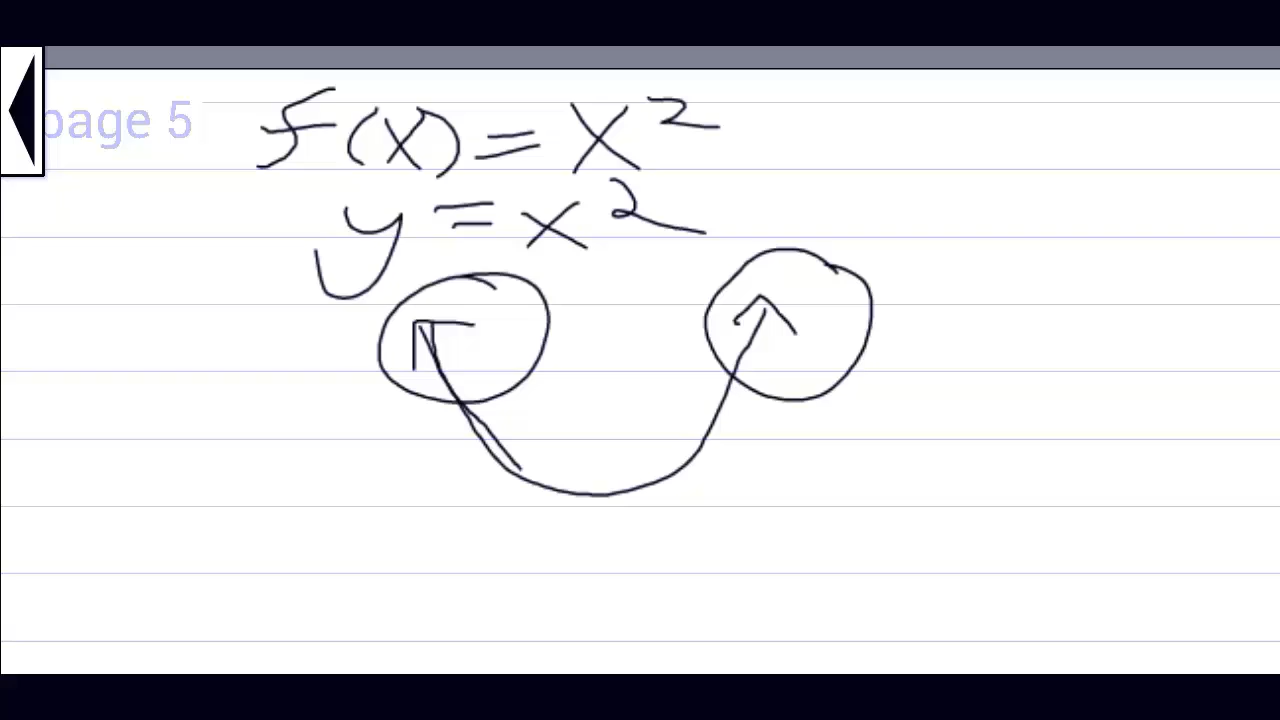 page 5
f(x) = x²
y = x²